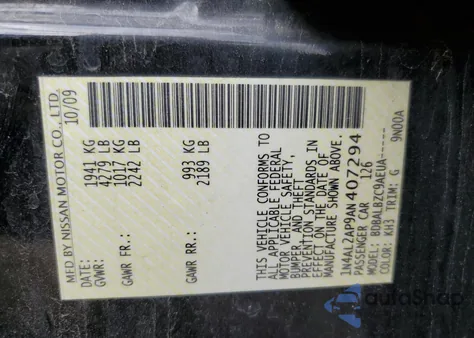 MFD BY NISSAN MOTOR CO., LTD.
DATE: 10/09
GVWR: 1941 KG
4279 LB
GAWR FR: 1017 KG
2242 LB
GAWR RR: 993 KG
2189 LB
THIS VEHICLE CONFORMS TO
ALL APPLICABLE FEDERAL
MOTOR VEHICLE SAFETY,
BUMPER, AND THEFT
PREVENTION STANDARDS IN
EFFECT ON THE DATE OF
MANUFACTURE SHOWN ABOVE.
1N4AL2AP9AN407294
PASSENGER CAR 126
MODEL: BDBALBZC9AEUA-----
COLOR: KH3 TRIM: G 9N00A
autoShap